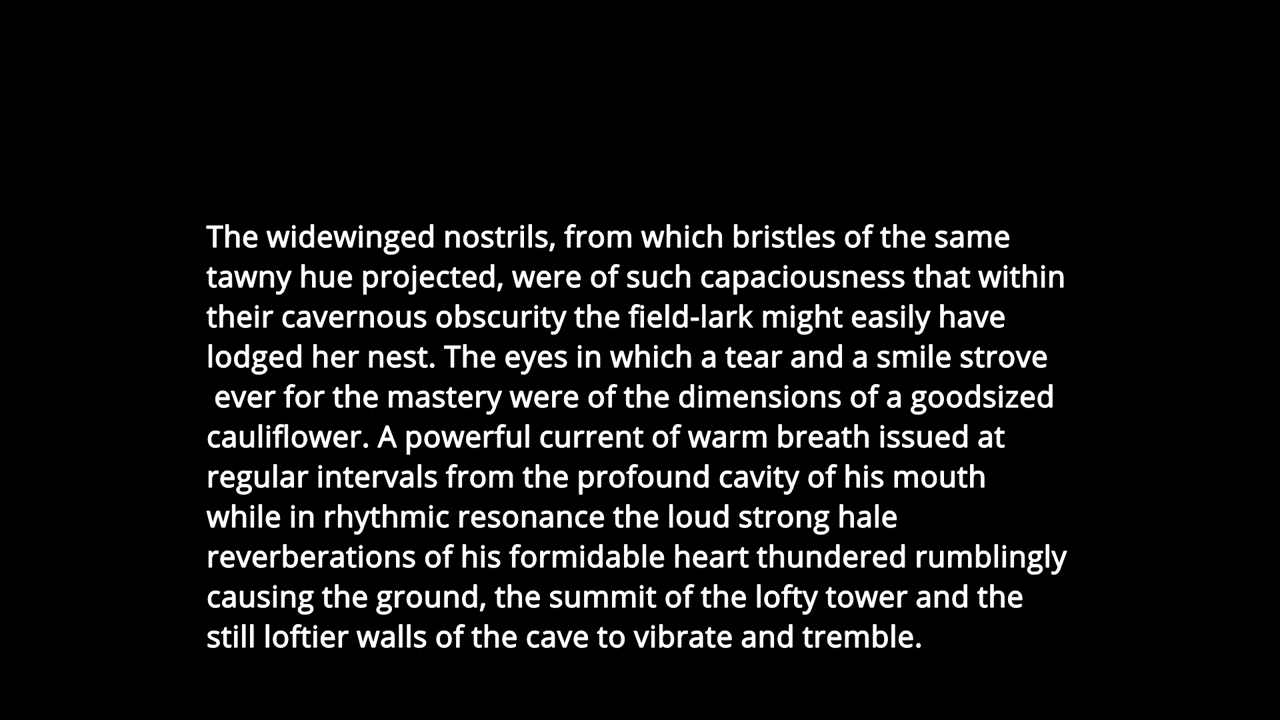 The widewinged nostrils, from which bristles of the same
tawny hue projected, were of such capaciousness that within
their cavernous obscurity the field-lark might easily have
lodged her nest. The eyes in which a tear and a smile strove
ever for the mastery were of the dimensions of a goodsized
cauliflower. A powerful current of warm breath issued at
regular intervals from the profound cavity of his mouth
while in rhythmic resonance the loud strong hale
reverberations of his formidable heart thundered rumblingly
causing the ground, the summit of the lofty tower and the
still loftier walls of the cave to vibrate and tremble.